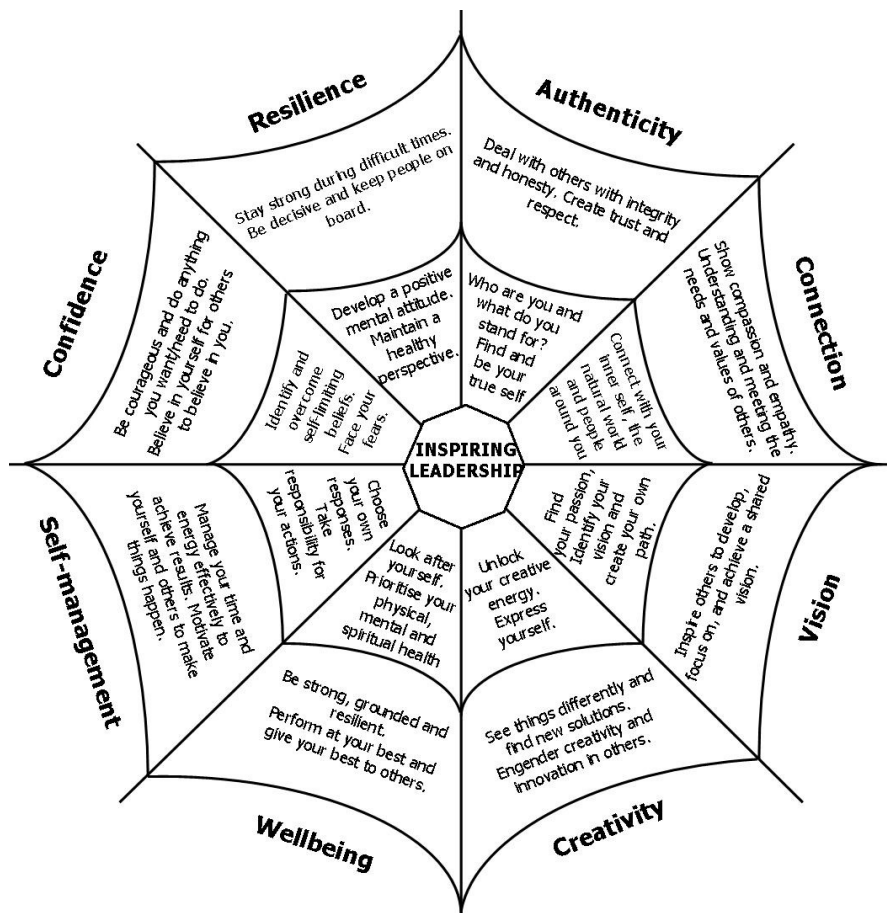 Resilience
Authenticity
Connection
Vision
Creativity
Wellbeing
Self-management
Confidence
Stay strong during difficult times.
Be decisive and keep people on
board.
Deal with others with integrity
and honesty. Create trust and
respect.
Show compassion and empathy.
Understanding and meeting the
needs and values of others.
Inspire others to develop,
focus on, and achieve a shared
vision.
See things differently and
find new solutions.
Engender creativity and
innovation in others.
Be strong, grounded and
resilient.
Perform at your best and
give your best to others.
Manage your time and
energy effectively to
achieve results. Motivate
yourself and others to make
things happen.
Be courageous and do anything
you want/need to do.
Believe in yourself for others
to believe in you.
Develop a positive
mental attitude.
Maintain a
healthy
perspective.
Who are you and
what do you
stand for?
Find and
be your
true self
Connect with your
inner self, the
natural world
and people
around you
Find
your passion,
Identify your
vision and
create your own
path.
Unlock
your creative
energy.
Express
yourself.
Look after
yourself.
Prioritise your
physical,
mental and
spiritual health
Choose
your own
responses.
Take
responsibility for
your actions.
Identify and
overcome
self-limiting
beliefs.
Face your
fears.
INSPIRING
LEADERSHIP